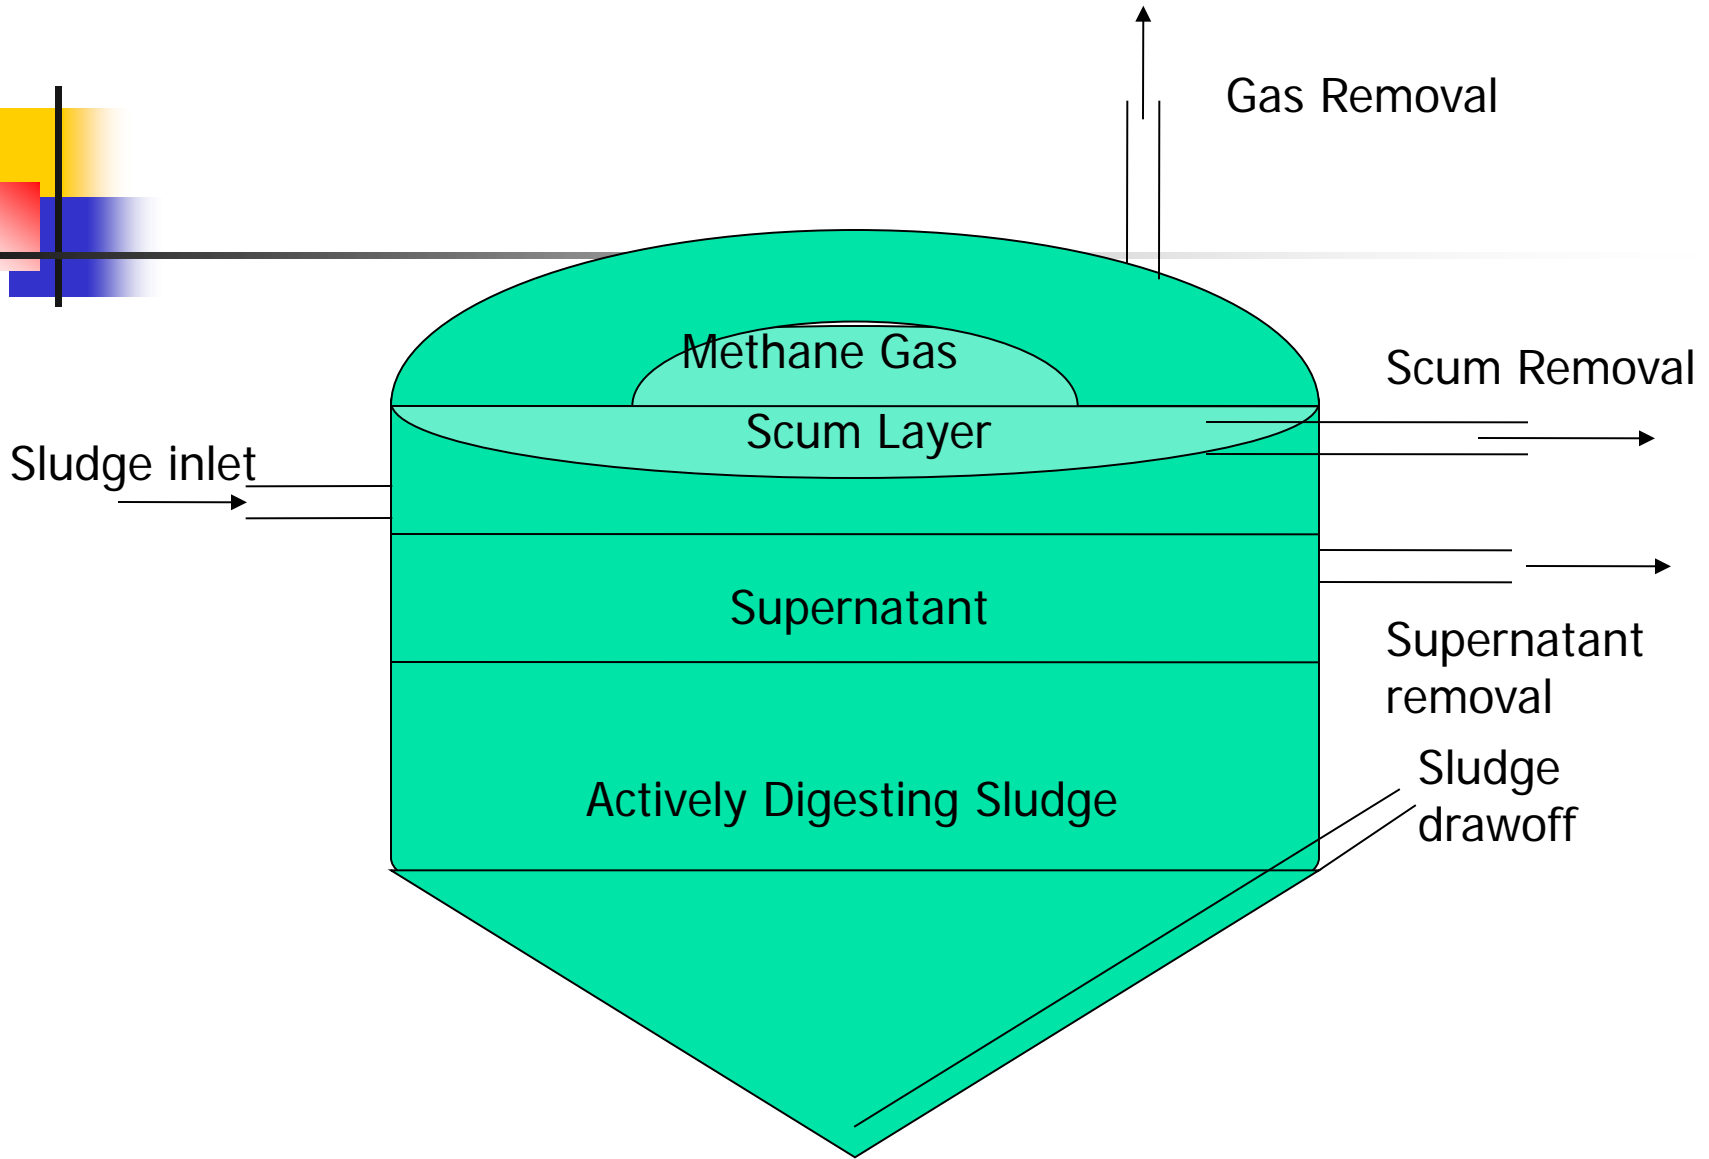 Gas Removal
Methane Gas
Scum Removal
Scum Layer
Sludge inlet
Supernatant
Supernatant
removal
Sludge
drawoff
Actively Digesting Sludge